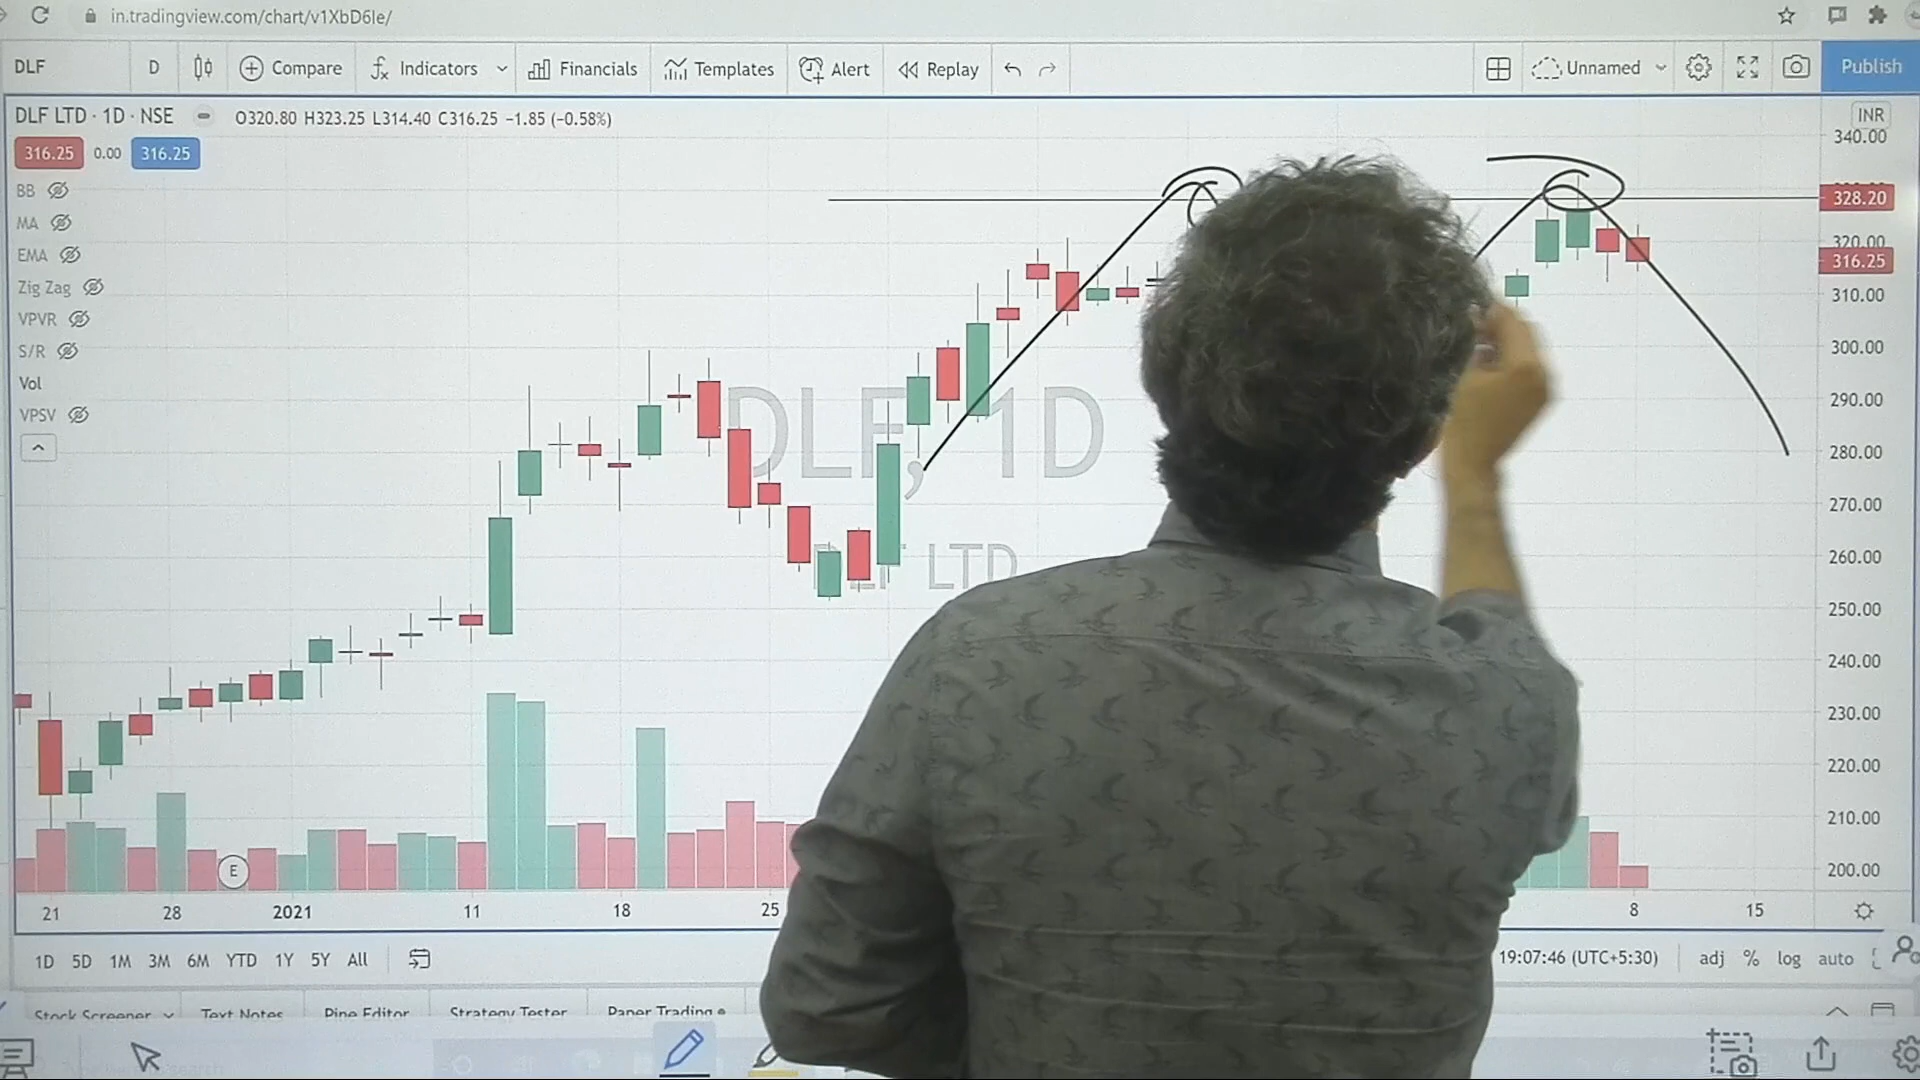 in.tradingview.com/chart/v1XbD6Ie/
DLF D Compare Indicators Financials Templates Alert Replay Unnamed Publish
DLF LTD · 1D · NSE O320.80 H323.25 L314.40 C316.25 −1.85 (−0.58%) INR
316.25 0.00 316.25
BB
MA
EMA
Zig Zag
VPVR
S/R
Vol
VPSV
DLF, 1D
DLF LTD
340.00
328.20
320.00
316.25
310.00
300.00
290.00
280.00
270.00
260.00
250.00
240.00
230.00
220.00
210.00
200.00
E
21 28 2021 11 18 25 8 15
1D 5D 1M 3M 6M YTD 1Y 5Y All 19:07:46 (UTC+5:30) adj % log auto
Stock Screener Text Notes Pine Editor Strategy Tester Paper Trading